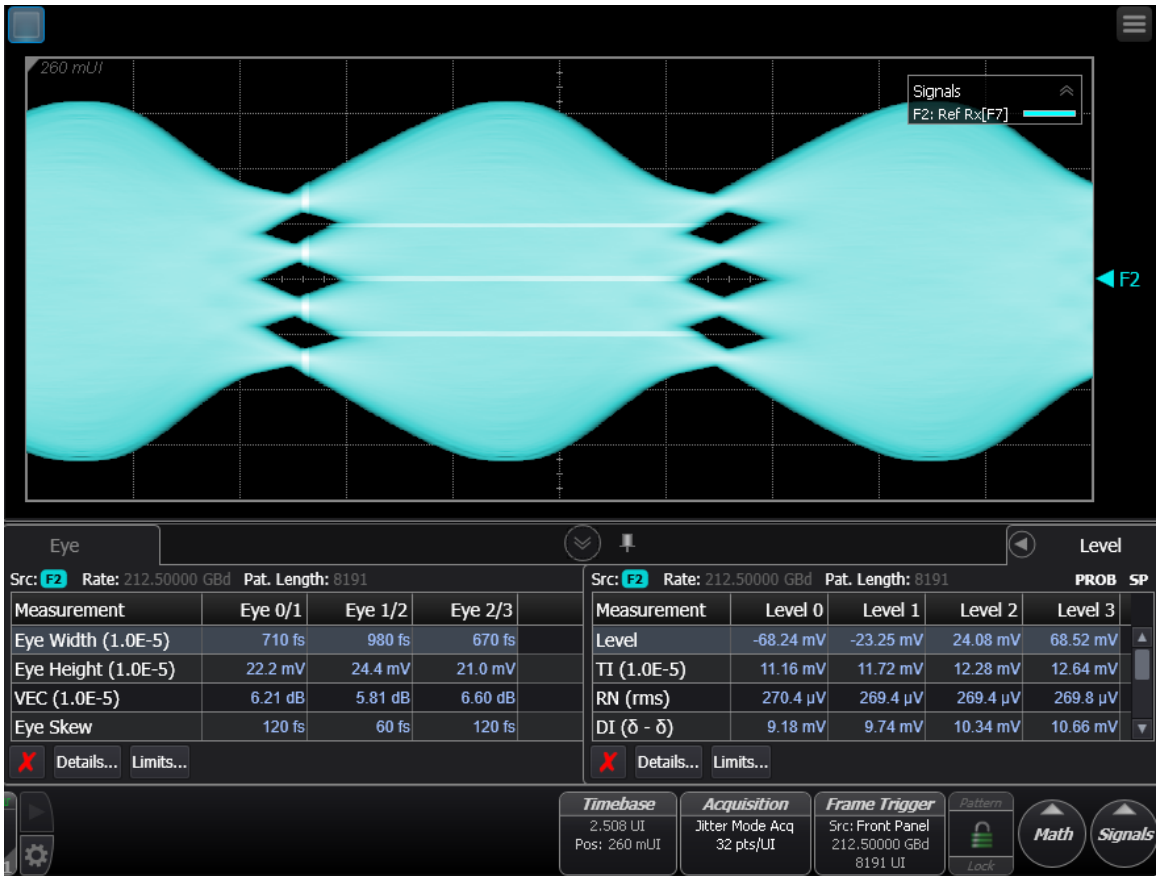 260 mUI
Signals
F2: Ref Rx[F7]
F2
Eye
Level
Src: F2 Rate: 212.50000 GBd Pat. Length: 8191
Measurement Eye 0/1 Eye 1/2 Eye 2/3
Eye Width (1.0E-5) 710 fs 980 fs 670 fs
Eye Height (1.0E-5) 22.2 mV 24.4 mV 21.0 mV
VEC (1.0E-5) 6.21 dB 5.81 dB 6.60 dB
Eye Skew 120 fs 60 fs 120 fs
Details... Limits...
Src: F2 Rate: 212.50000 GBd Pat. Length: 8191 PROB SP
Measurement Level 0 Level 1 Level 2 Level 3
Level -68.24 mV -23.25 mV 24.08 mV 68.52 mV
TI (1.0E-5) 11.16 mV 11.72 mV 12.28 mV 12.64 mV
RN (rms) 270.4 µV 269.4 µV 269.4 µV 269.8 µV
DI (δ - δ) 9.18 mV 9.74 mV 10.34 mV 10.66 mV
Details... Limits...
Timebase
2.508 UI
Pos: 260 mUI
Acquisition
Jitter Mode Acq
32 pts/UI
Frame Trigger
Src: Front Panel
212.50000 GBd
8191 UI
Pattern
Lock
Math
Signals